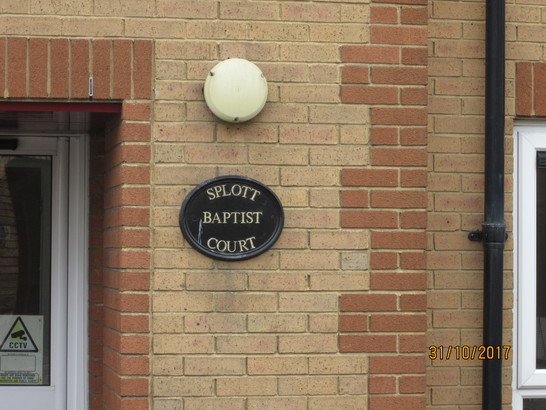 SPLOTT
BAPTIST
COURT
CCTV
31/10/2017